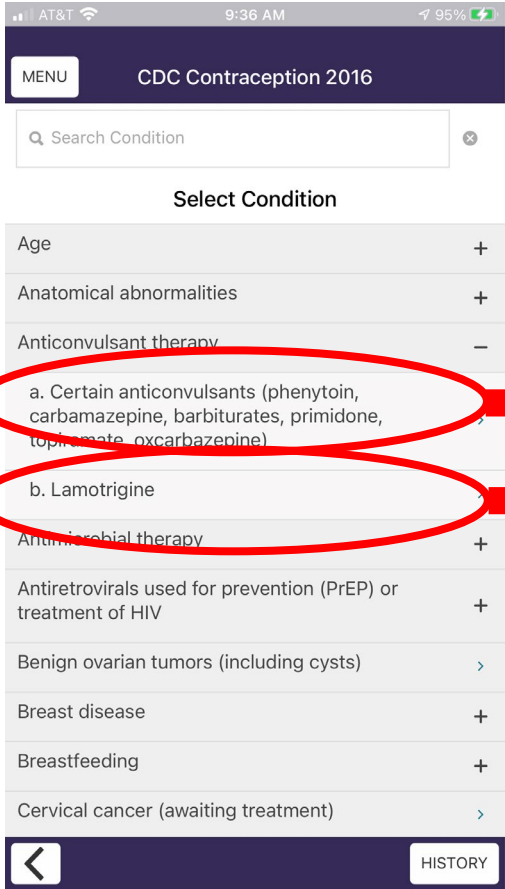 AT&T 9:36 AM 95%
MENU CDC Contraception 2016
Search Condition
Select Condition
Age
Anatomical abnormalities
Anticonvulsant therapy
a. Certain anticonvulsants (phenytoin,
carbamazepine, barbiturates, primidone,
topiramate, oxcarbazepine)
b. Lamotrigine
Antimicrobial therapy
Antiretrovirals used for prevention (PrEP) or
treatment of HIV
Benign ovarian tumors (including cysts)
Breast disease
Breastfeeding
Cervical cancer (awaiting treatment)
HISTORY